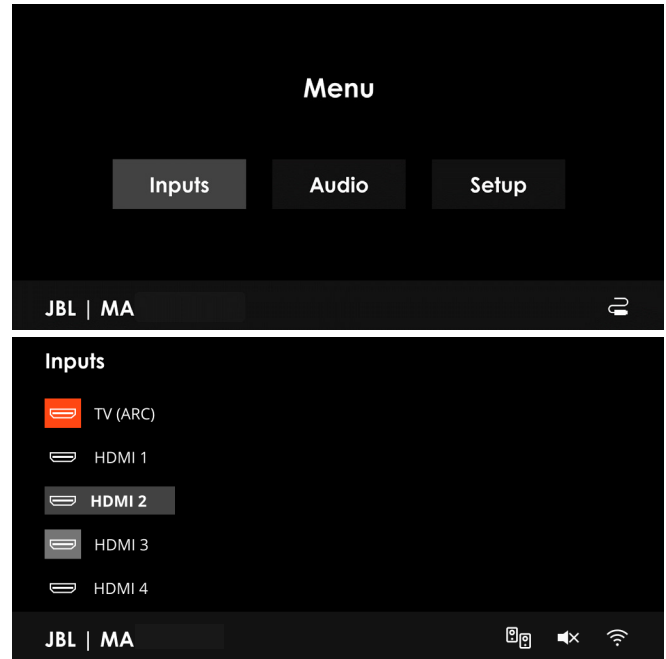 Menu
Inputs Audio Setup
JBL | MA
Inputs
TV (ARC)
HDMI 1
HDMI 2
HDMI 3
HDMI 4
JBL | MA